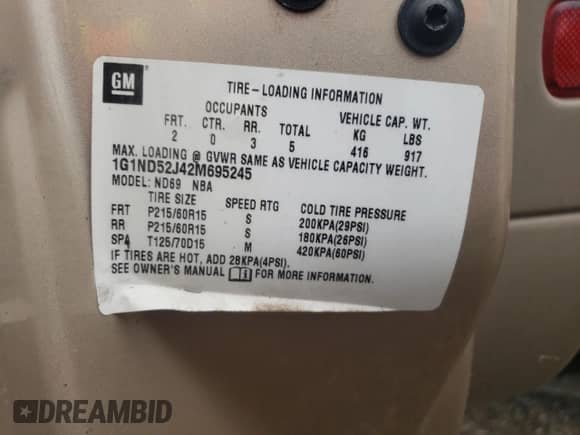 GM
TIRE-LOADING INFORMATION
OCCUPANTS VEHICLE CAP. WT.
FRT. CTR. RR. TOTAL KG LBS
2 0 3 5 416 917
MAX. LOADING @ GVWR SAME AS VEHICLE CAPACITY WEIGHT.
1G1ND52J42M695245
MODEL: ND69 NBA
TIRE SIZE SPEED RTG COLD TIRE PRESSURE
FRT P215/60R15 S 200KPA(29PSI)
RR P215/60R15 S 180KPA(26PSI)
SPA T125/70D15 M 420KPA(60PSI)
IF TIRES ARE HOT, ADD 28KPA(4PSI).
SEE OWNER'S MANUAL i FOR MORE INFORMATION.
DREAMBID